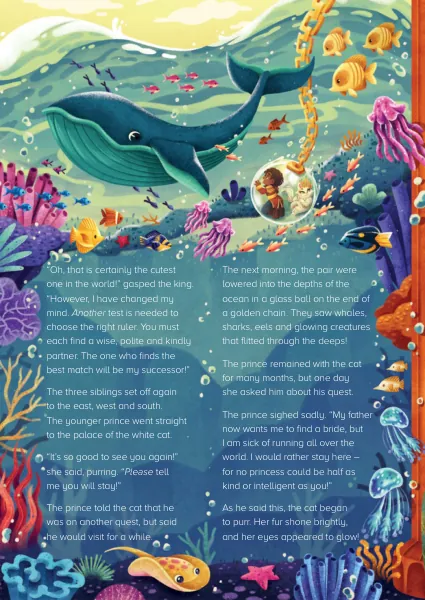 "Oh, that is certainly the cutest
one in the world!" gasped the king.
"However, I have changed my
mind. Another test is needed to
choose the right ruler. You must
each find a wise, polite and kindly
partner. The one who finds the
best match will be my successor!"
The three siblings set off again
to the east, west and south.
The younger prince went straight
to the palace of the white cat.
"It's so good to see you again!"
she said, purring. "Please tell
me you will stay!"
The prince told the cat that he
was on another quest, but said
he would visit for a while.
The next morning, the pair were
lowered into the depths of the
ocean in a glass ball on the end of
a golden chain. They saw whales,
sharks, eels and glowing creatures
that flitted through the deeps!
The prince remained with the cat
for many months, but one day
she asked him about his quest.
The prince sighed sadly. "My father
now wants me to find a bride, but
I am sick of running all over the
world. I would rather stay here –
for no princess could be half as
kind or intelligent as you!"
As he said this, the cat began
to purr. Her fur shone brightly,
and her eyes appeared to glow!